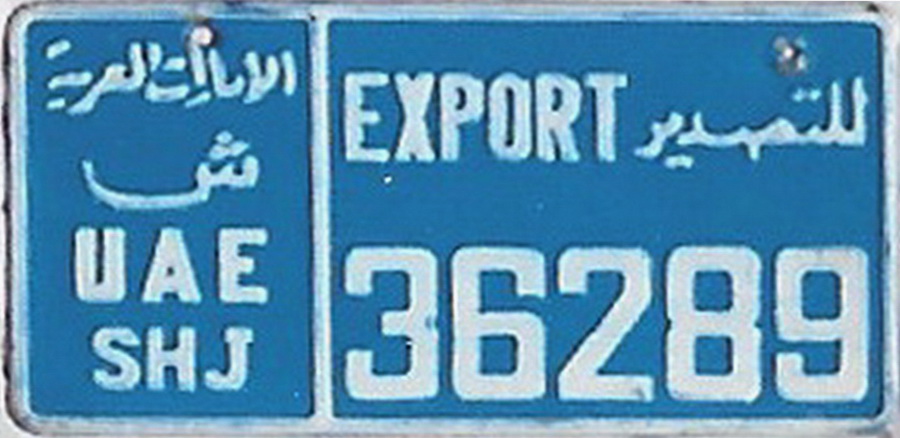 الامارات العربية
ش
UAE
SHJ
EXPORT للتصدير
36289